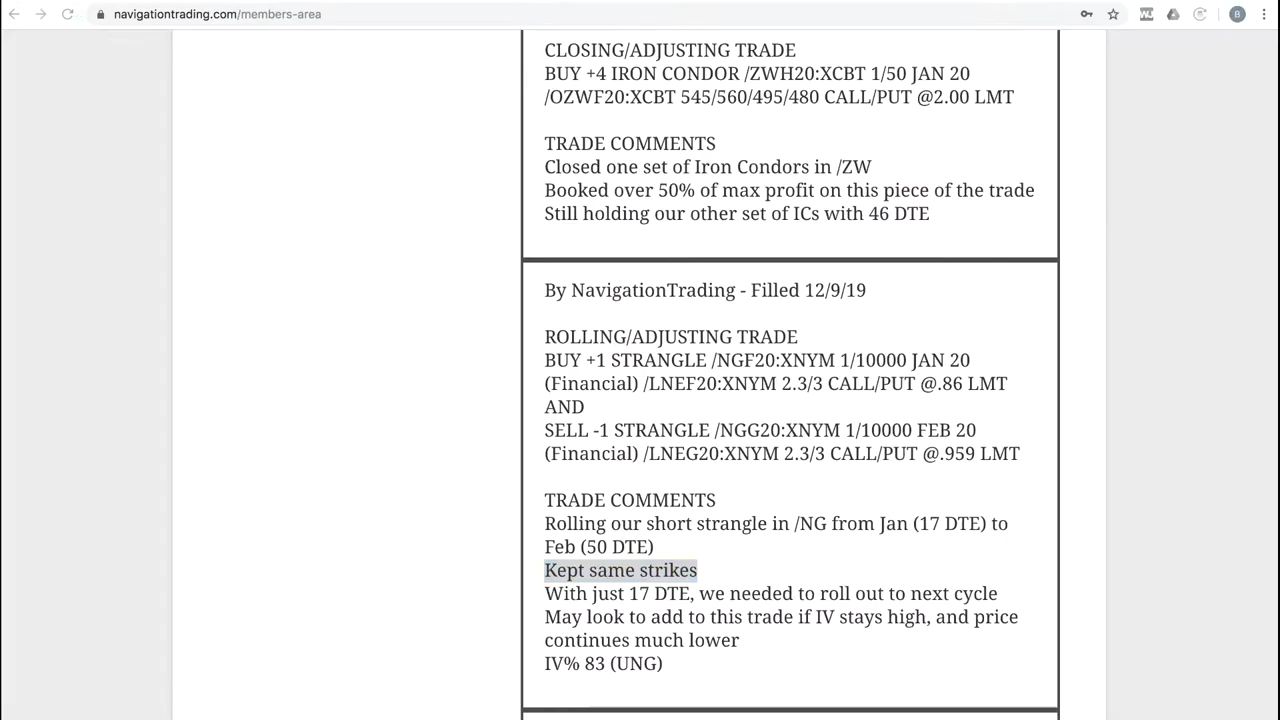 navigationtrading.com/members-area
B
CLOSING/ADJUSTING TRADE
BUY +4 IRON CONDOR /ZWH20:XCBT 1/50 JAN 20
/OZWF20:XCBT 545/560/495/480 CALL/PUT @2.00 LMT
TRADE COMMENTS
Closed one set of Iron Condors in /ZW
Booked over 50% of max profit on this piece of the trade
Still holding our other set of ICs with 46 DTE
By NavigationTrading - Filled 12/9/19
ROLLING/ADJUSTING TRADE
BUY +1 STRANGLE /NGF20:XNYM 1/10000 JAN 20
(Financial) /LNEF20:XNYM 2.3/3 CALL/PUT @.86 LMT
AND
SELL -1 STRANGLE /NGG20:XNYM 1/10000 FEB 20
(Financial) /LNEG20:XNYM 2.3/3 CALL/PUT @.959 LMT
TRADE COMMENTS
Rolling our short strangle in /NG from Jan (17 DTE) to
Feb (50 DTE)
Kept same strikes
With just 17 DTE, we needed to roll out to next cycle
May look to add to this trade if IV stays high, and price
continues much lower
IV% 83 (UNG)